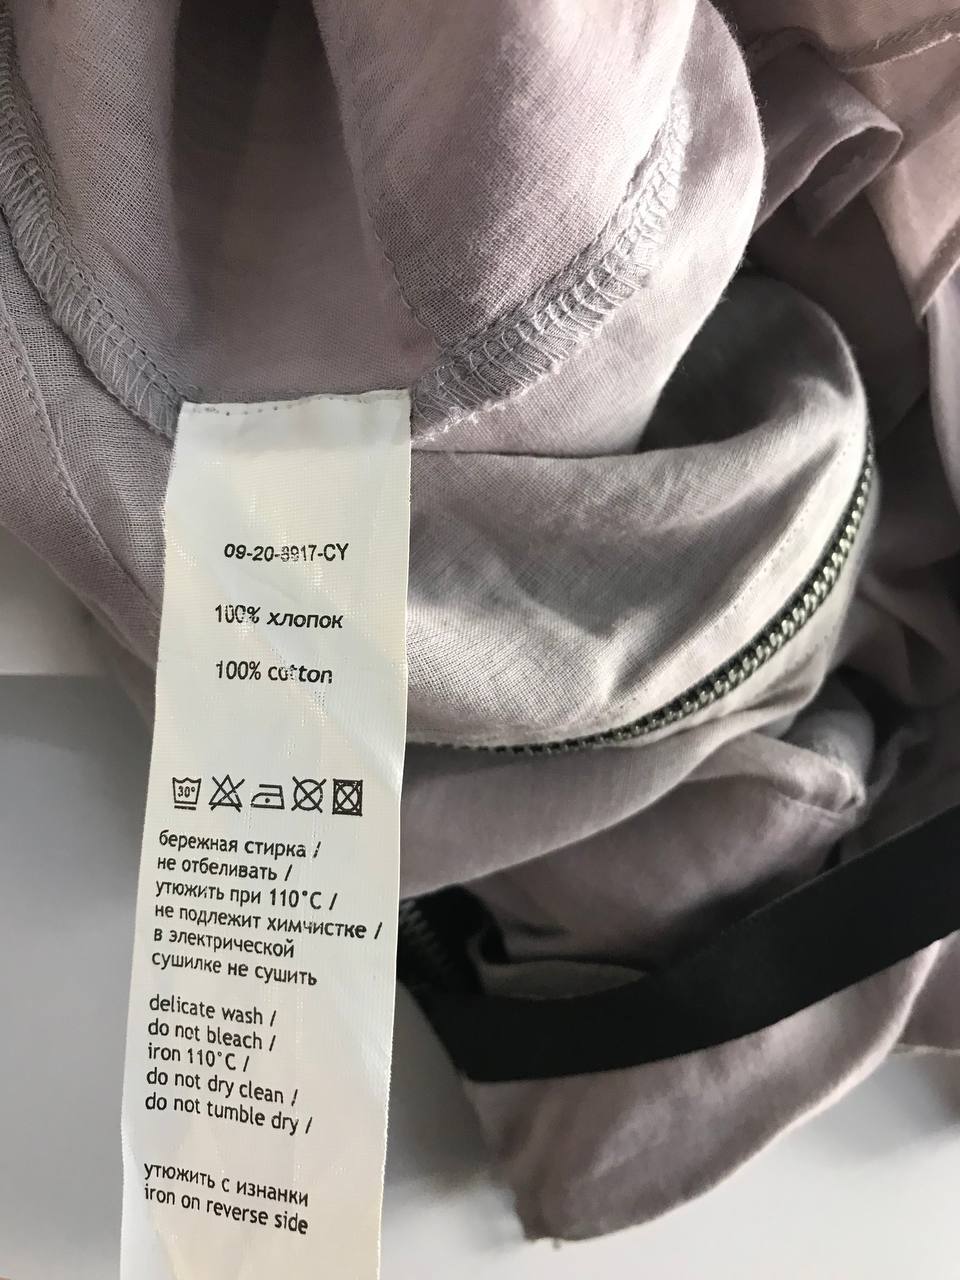 09-20-8917-CY
100% хлопок
100% cotton
30°
бережная стирка /
не отбеливать /
утюжить при 110°C /
не подлежит химчистке /
в электрической
сушилке не сушить
delicate wash /
do not bleach /
iron 110°C /
do not dry clean /
do not tumble dry /
утюжить с изнанки
iron on reverse side